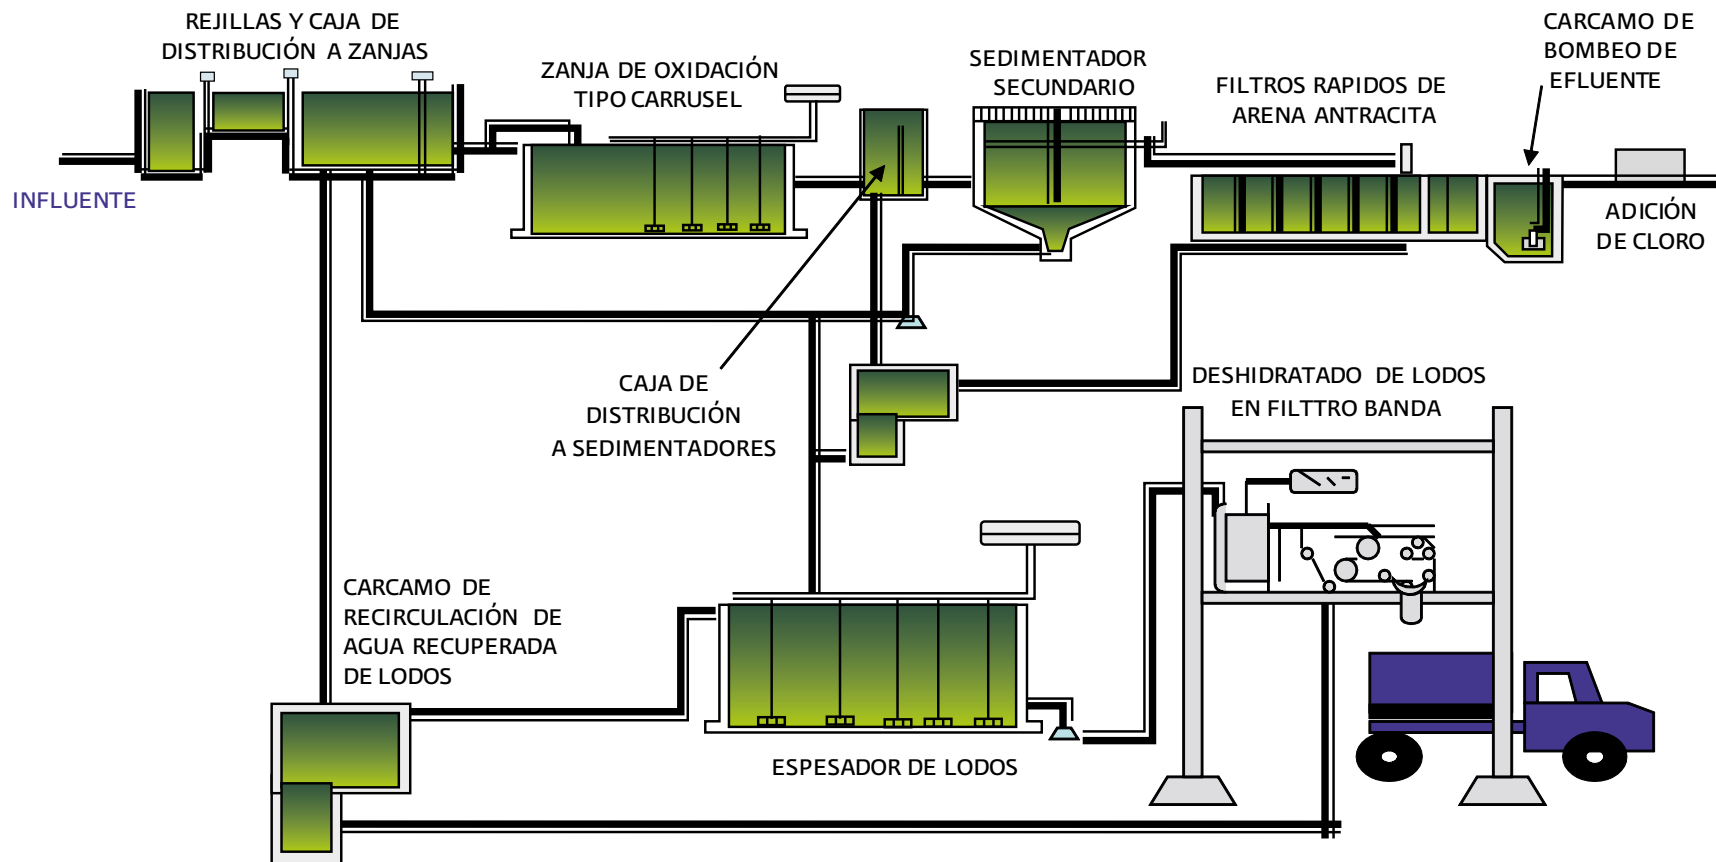 REJILLAS Y CAJA DE
DISTRIBUCIÓN A ZANJAS
ZANJA DE OXIDACIÓN
TIPO CARRUSEL
SEDIMENTADOR
SECUNDARIO
FILTROS RAPIDOS DE
ARENA ANTRACITA
CARCAMO DE
BOMBEO DE
EFLUENTE
INFLUENTE
ADICIÓN
DE CLORO
CAJA DE
DISTRIBUCIÓN
A SEDIMENTADORES
DESHIDRATADO DE LODOS
EN FILTTRO BANDA
CARCAMO DE
RECIRCULACIÓN DE
AGUA RECUPERADA
DE LODOS
ESPESADOR DE LODOS